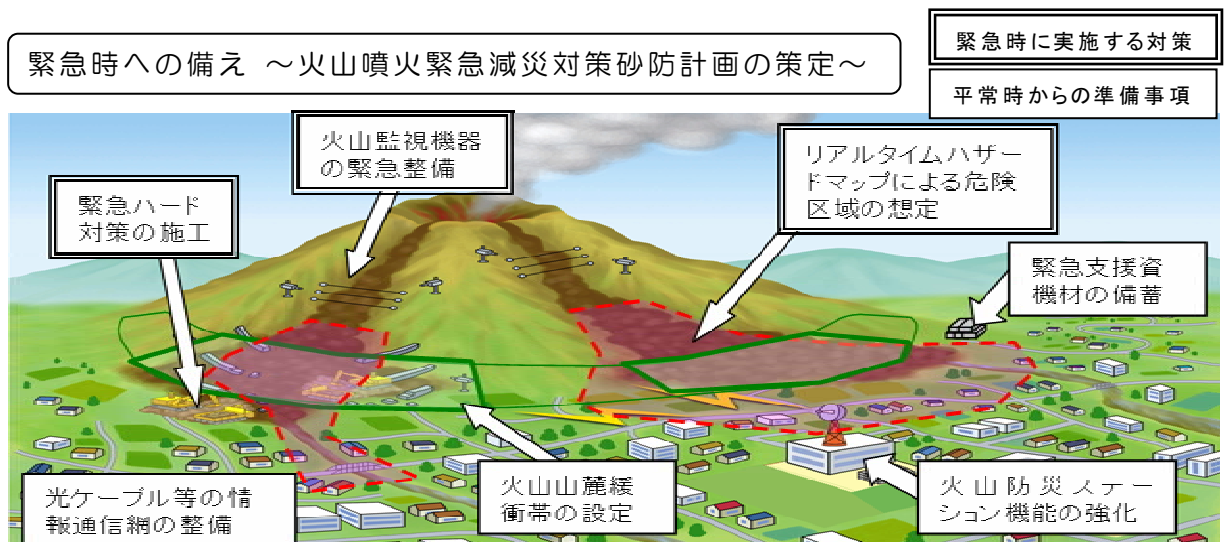 緊急時への備え ～火山噴火緊急減災対策砂防計画の策定～
緊急時に実施する対策
平常時からの準備事項
火山監視機器
の緊急整備
リアルタイムハザー
ドマップによる危険
区域の想定
緊急ハード
対策の施工
緊急支援資
機材の備蓄
光ケーブル等の情
報通信網の整備
火山山麓緩
衝帯の設定
火山防災ステー
ション機能の強化